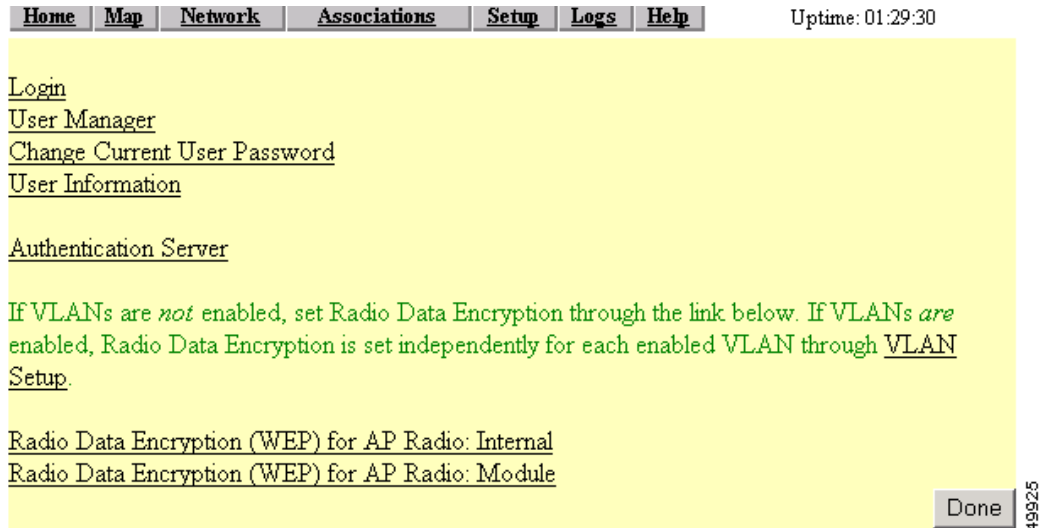 Home Map Network Associations Setup Logs Help Uptime: 01:29:30
Login
User Manager
Change Current User Password
User Information
Authentication Server
If VLANs are not enabled, set Radio Data Encryption through the link below. If VLANs are
enabled, Radio Data Encryption is set independently for each enabled VLAN through VLAN
Setup.
Radio Data Encryption (WEP) for AP Radio: Internal
Radio Data Encryption (WEP) for AP Radio: Module
Done
49925